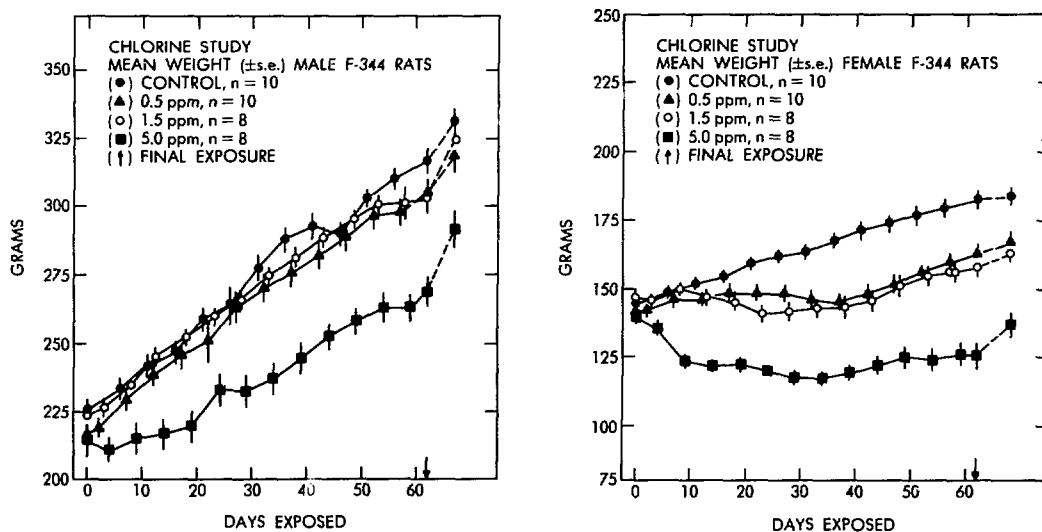 350
325
300
275
250
225
200
GRAMS
CHLORINE STUDY
MEAN WEIGHT (±s.e.) MALE F-344 RATS
(●) CONTROL, n = 10
(▲) 0.5 ppm, n = 10
(○) 1.5 ppm, n = 8
(■) 5.0 ppm, n = 8
(↑) FINAL EXPOSURE
0 10 20 30 40 50 60
DAYS EXPOSED
250
225
200
175
150
125
100
75
GRAMS
CHLORINE STUDY
MEAN WEIGHT (±s.e.) FEMALE F-344 RATS
(●) CONTROL, n = 10
(▲) 0.5 ppm, n = 10
(○) 1.5 ppm, n = 8
(■) 5.0 ppm, n = 8
(↑) FINAL EXPOSURE
0 10 20 30 40 50 60
DAYS EXPOSED